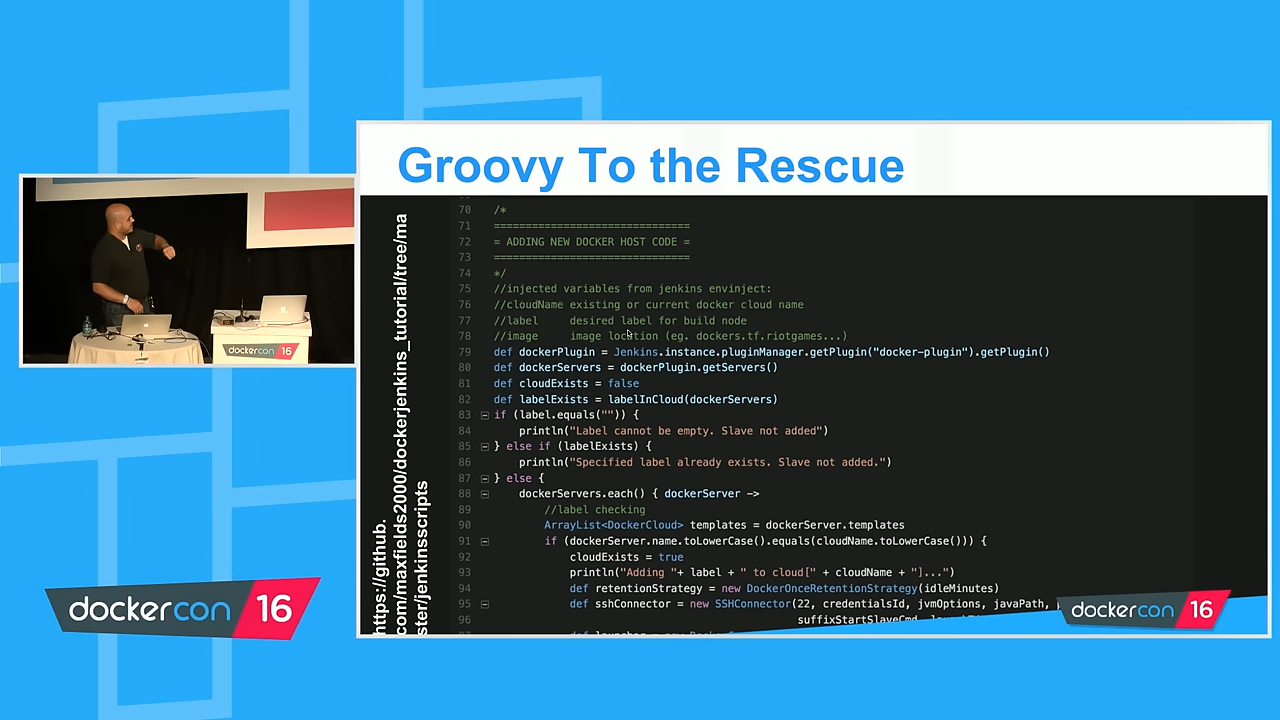 Groovy To the Rescue
https://github.
com/maxfields2000/dockerjenkins_tutorial/tree/ma
ster/jenkinsscripts
70 /*
71 ===============================
72 = ADDING NEW DOCKER HOST CODE =
73 ===============================
74 */
75 //injected variables from jenkins envinject:
76 //cloudName existing or current docker cloud name
77 //label     desired label for build node
78 //image     image location (eg. dockers.tf.riotgames...)
79 def dockerPlugin = Jenkins.instance.pluginManager.getPlugin("docker-plugin").getPlugin()
80 def dockerServers = dockerPlugin.getServers()
81 def cloudExists = false
82 def labelExists = labelInCloud(dockerServers)
83 if (label.equals("")) {
84     println("Label cannot be empty. Slave not added")
85 } else if (labelExists) {
86     println("Specified label already exists. Slave not added.")
87 } else {
88     dockerServers.each() { dockerServer ->
89         //label checking
90         ArrayList<DockerCloud> templates = dockerServer.templates
91         if (dockerServer.name.toLowerCase().equals(cloudName.toLowerCase())) {
92             cloudExists = true
93             println("Adding "+ label + " to cloud[" + cloudName + "]...")
94             def retentionStrategy = new DockerOnceRetentionStrategy(idleMinutes)
95             def sshConnector = new SSHConnector(22, credentialsId, jvmOptions, javaPath,
96 suffixStartSlaveCmd,
dockercon 16
dockercon 16
dockercon 16